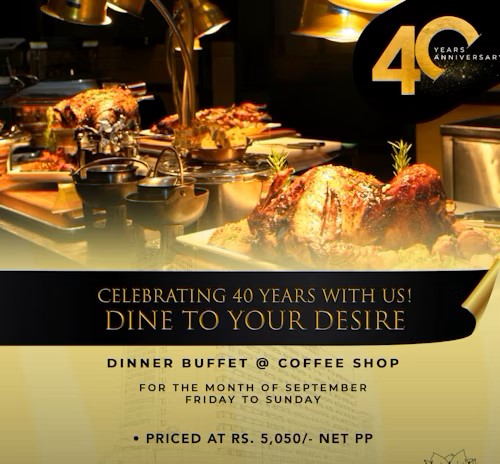 40
YEARS'
ANNIVERSARY
CELEBRATING 40 YEARS WITH US!
DINE TO YOUR DESIRE
DINNER BUFFET @ COFFEE SHOP
FOR THE MONTH OF SEPTEMBER
FRIDAY TO SUNDAY
• PRICED AT RS. 5,050/- NET PP